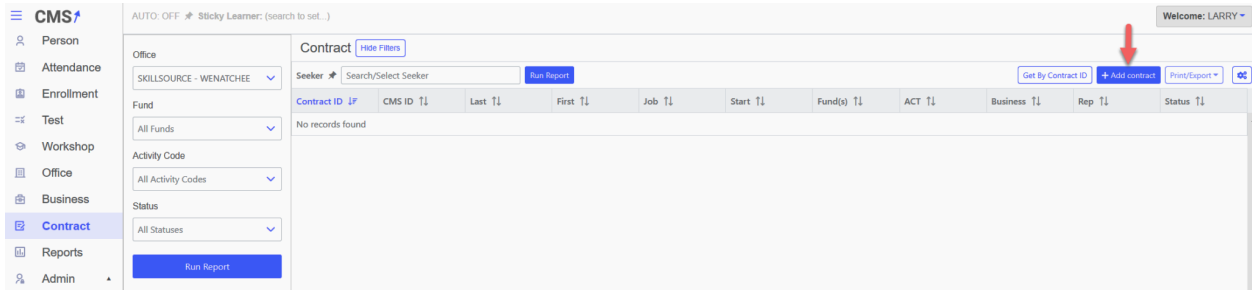 CMS
AUTO: OFF Sticky Learner: (search to set...)
Welcome: LARRY
Person
Attendance
Enrollment
Test
Workshop
Office
Business
Contract
Reports
Admin
Office
SKILLSOURCE - WENATCHEE
Fund
All Funds
Activity Code
All Activity Codes
Status
All Statuses
Run Report
Contract Hide Filters
Seeker Search/Select Seeker Run Report Get By Contract ID + Add contract Print/Export
Contract ID CMS ID Last First Job Start Fund(s) ACT Business Rep Status
No records found